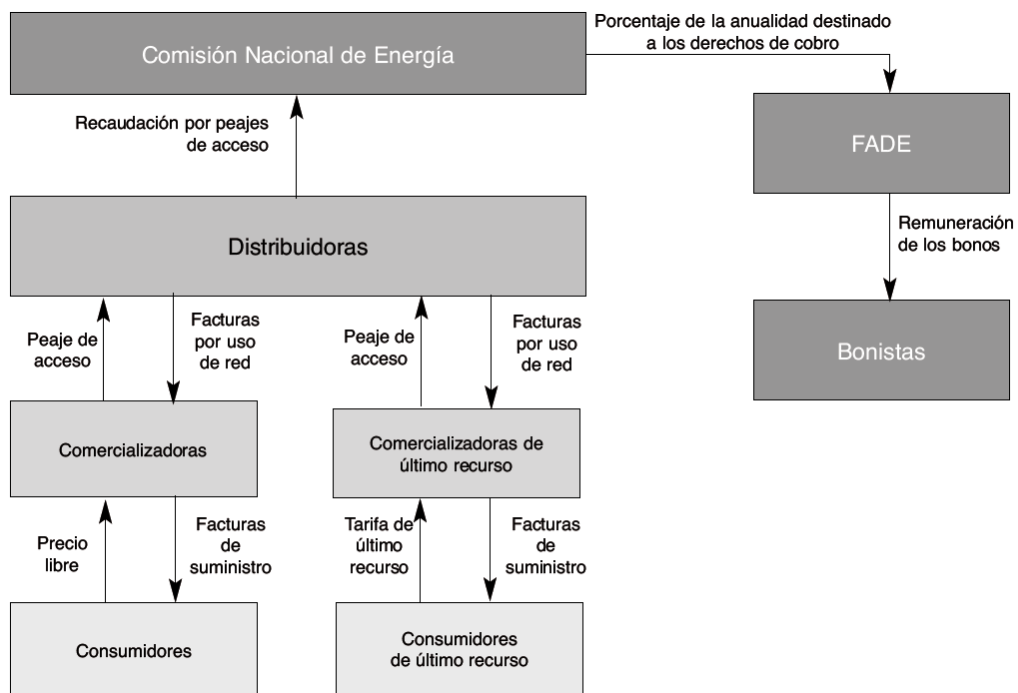 Porcentaje de la anualidad destinado
a los derechos de cobro
Comisión Nacional de Energía
Recaudación por peajes
de acceso
FADE
Distribuidoras
Remuneración
de los bonos
Peaje de
acceso
Facturas
por uso
de red
Peaje de
acceso
Facturas
por uso
de red
Bonistas
Comercializadoras
Comercializadoras de
último recurso
Precio
libre
Facturas
de
suministro
Tarifa de
último
recurso
Facturas
de
suministro
Consumidores
Consumidores
de último recurso